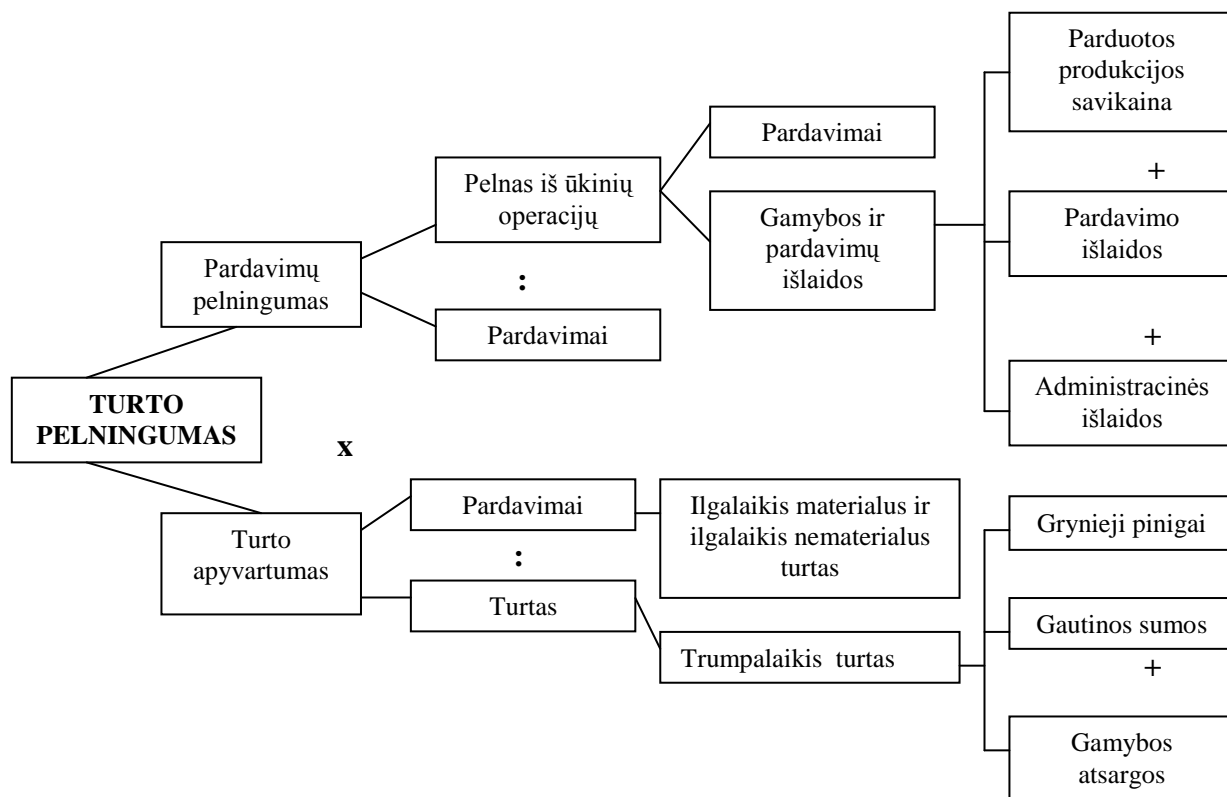 Parduotos
produkcijos
savikaina
Pardavimai
+
Pelnas iš ūkinių
operacijų
Gamybos ir
pardavimų
išlaidos
Pardavimo
išlaidos
Pardavimų
pelningumas
:
Pardavimai
+
Administracinės
išlaidos
TURTO
PELNINGUMAS
x
Pardavimai
Ilgalaikis materialus ir
ilgalaikis nematerialus
turtas
Grynieji pinigai
Turto
apyvartumas
:
Turtas
Gautinos sumos
Trumpalaikis turtas
+
Gamybos
atsargos